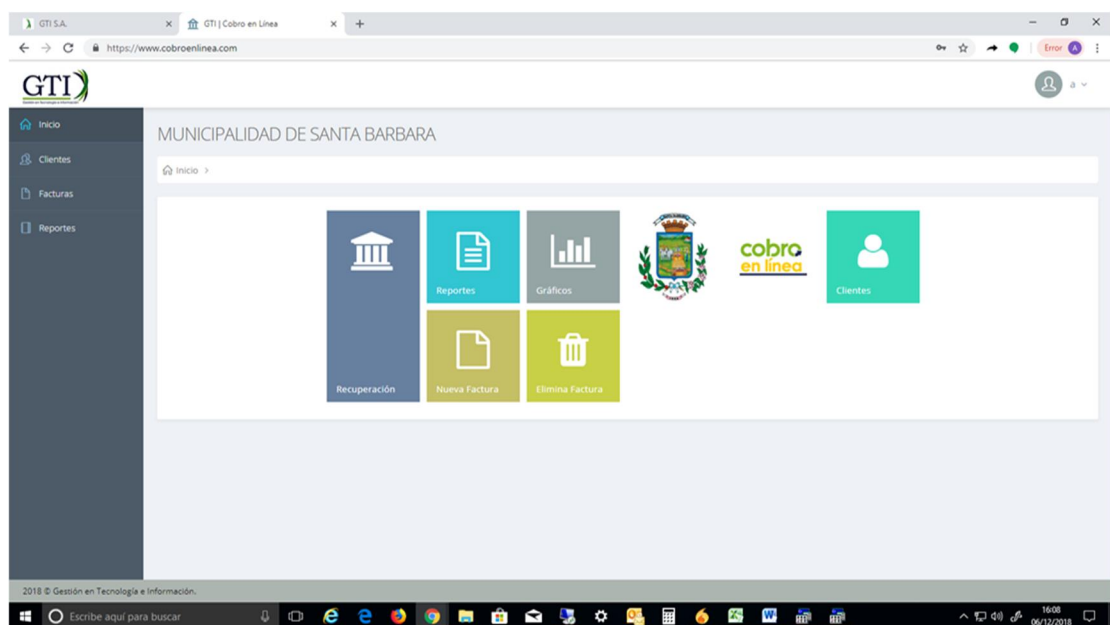 GTI S.A.
GTI | Cobro en Línea
https://www.cobroenlinea.com
Error A
GTI
a
Inicio
Clientes
Facturas
Reportes
MUNICIPALIDAD DE SANTA BARBARA
Inicio >
Recuperación
Reportes
Gráficos
cobro
en línea
Clientes
Nueva Factura
Elimina Factura
2018 © Gestión en Tecnología e Información.
Escribe aquí para buscar
16:08
06/12/2018